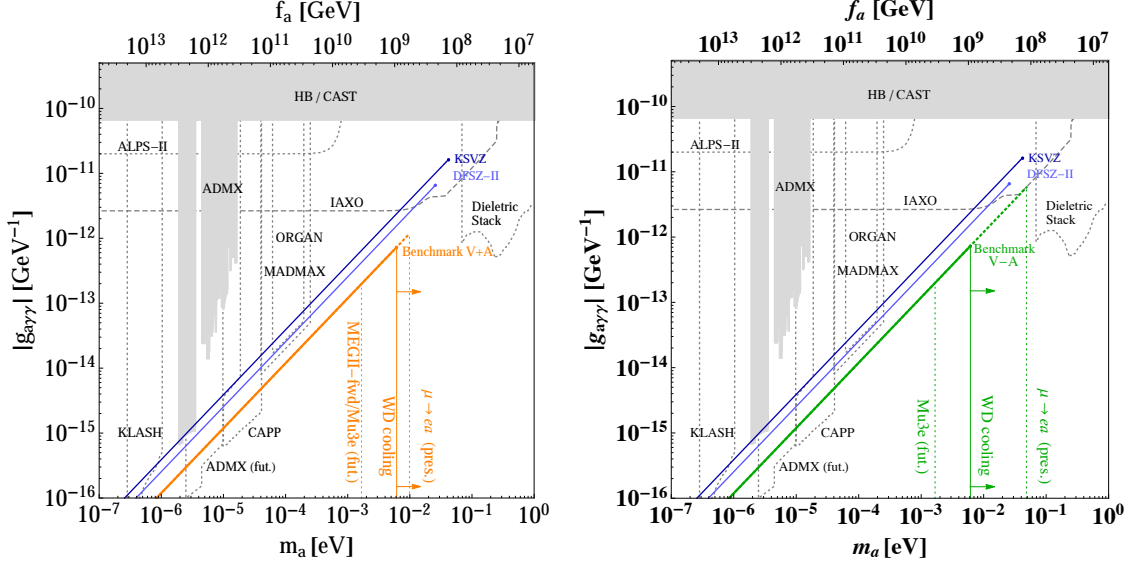 f_a [GeV]
10^13 10^12 10^11 10^10 10^9 10^8 10^7
|g_aγγ| [GeV^−1]
10^−10
10^−11
10^−12
10^−13
10^−14
10^−15
10^−16
HB / CAST
ALPS−II
KSVZ
DFSZ−II
ADMX
IAXO
Dielectric
Stack
ORGAN
Benchmark V+A
MADMAX
MEGII−fwd/Mu3e (fut.)
WD cooling
μ → ea (pres.)
KLASH
CAPP
ADMX (fut.)
10^−7 10^−6 10^−5 10^−4 10^−3 10^−2 10^−1 10^0
m_a [eV]
f_a [GeV]
10^13 10^12 10^11 10^10 10^9 10^8 10^7
|g_aγγ| [GeV^−1]
10^−10
10^−11
10^−12
10^−13
10^−14
10^−15
10^−16
HB / CAST
ALPS−II
KSVZ
DFSZ−II
ADMX
IAXO
Dielectric
Stack
ORGAN
Benchmark
V−A
MADMAX
Mu3e (fut.)
WD cooling
μ → ea (pres.)
KLASH
CAPP
ADMX (fut.)
10^−7 10^−6 10^−5 10^−4 10^−3 10^−2 10^−1 10^0
m_a [eV]